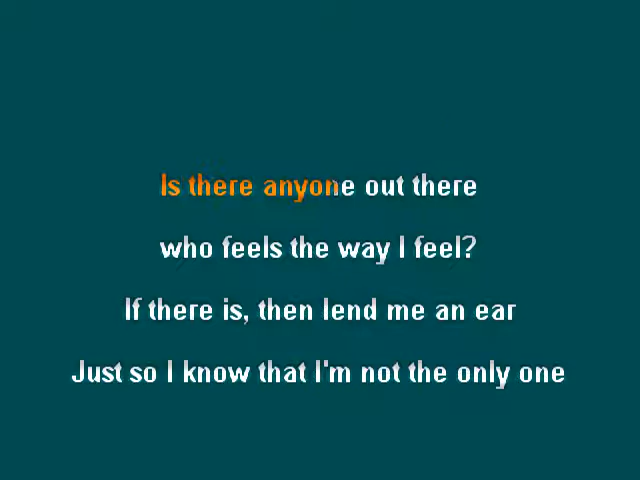 Is there anyone out there
who feels the way I feel?
If there is, then lend me an ear
Just so I know that I'm not the only one